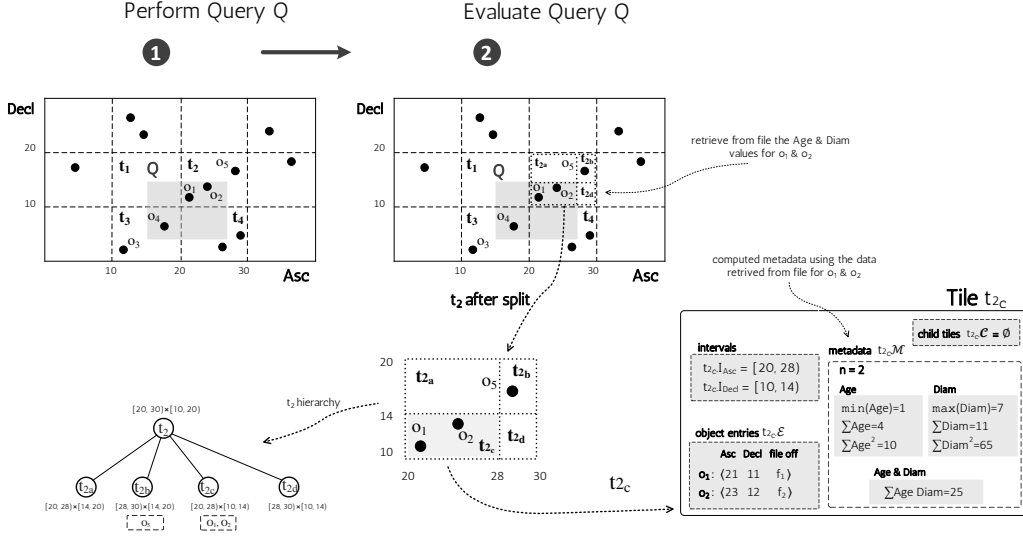 Perform Query Q
Evaluate Query Q
1
2
Decl
20
10
t1
Q
t2
o5
o1
o2
t3
o4
t4
o3
10
20
30
Asc
Decl
20
10
t1
Q
t2a
o5
t2b
o1
o2
t2d
t3
o4
t4
o3
10
20
30
Asc
retrieve from file the Age & Diam
values for o1 & o2
computed metadata using the data
retrived from file for o1 & o2
t2 after split
20
14
10
t2a
o5
t2b
o1
o2
t2c
t2d
20
28
30
t2c
t2 hierarchy
[20, 30)×[10, 20)
t2
t2a
t2b
t2c
t2d
[20, 28)×[14, 20)
[28, 30)×[14, 20)
[20, 28)×[10, 14)
[28, 30)×[10, 14)
o5
o1, o2
Tile t2c
child tiles t2c.C = ∅
intervals
t2c.IAsc = [20, 28)
t2c.IDecl = [10, 14)
metadata t2c.M
n = 2
Age
min(Age)=1
∑Age=4
∑Age²=10
Diam
max(Diam)=7
∑Diam=11
∑Diam²=65
Age & Diam
∑Age Diam=25
object entries t2c.E
Asc Decl file off
o1: ⟨21 11 f1⟩
o2: ⟨23 12 f2⟩